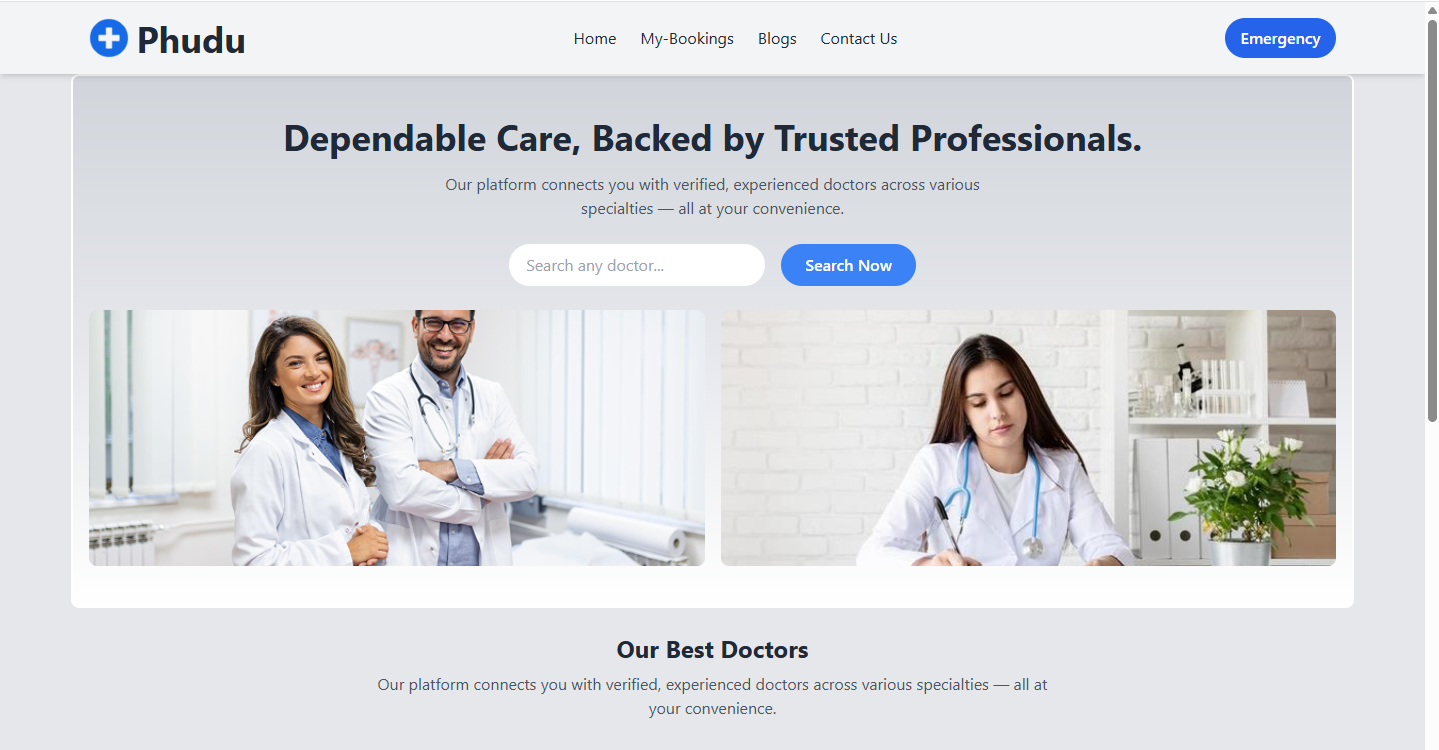 Phudu
Home
My-Bookings
Blogs
Contact Us
Emergency
Dependable Care, Backed by Trusted Professionals.
Our platform connects you with verified, experienced doctors across various
specialties — all at your convenience.
Search any doctor...
Search Now
Our Best Doctors
Our platform connects you with verified, experienced doctors across various specialties — all at
your convenience.